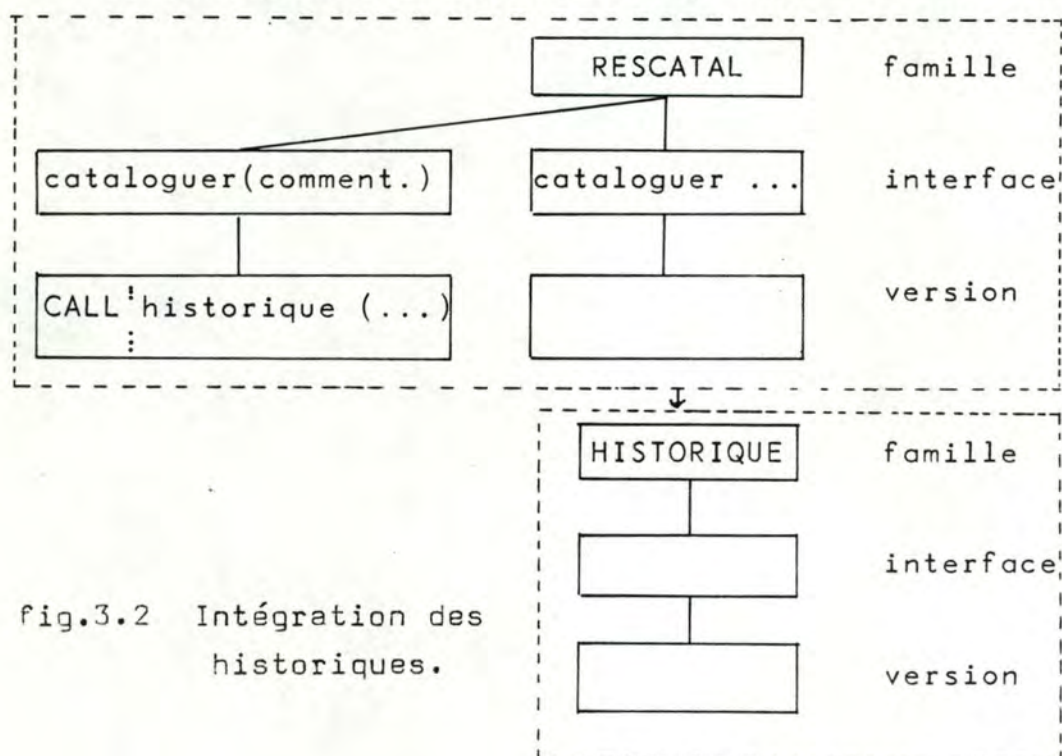 RESCATAL famille
cataloguer(comment.) cataloguer ... interface
CALL historique (...) version
⋮
HISTORIQUE famille
interface
fig.3.2 Intégration des
historiques.
version